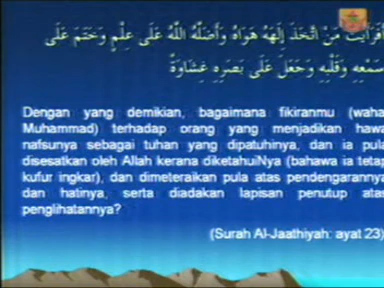 أَفَرَأَيْتَ مَنْ اتَّخَذَ إِلَهَهُ هَوَاهُ وَأَضَلَّهُ اللَّهُ عَلَى عِلْمٍ وَخَتَمَ عَلَى
سَمْعِهِ وَقَلْبِهِ وَجَعَلَ عَلَى بَصَرِهِ غِشَاوَةً
Dengan yang demikian, bagaimana fikiranmu (waha
Muhammad) terhadap orang yang menjadikan hawa
nafsunya sebagai tuhan yang dipatuhinya, dan ia pula
disesatkan oleh Allah kerana diketahuiNya (bahawa ia tetap
kufur ingkar), dan dimeteraikan pula atas pendengarannya
dan hatinya, serta diadakan lapisan penutup atas
penglihatannya?
(Surah Al-Jaathiyah: ayat 23)